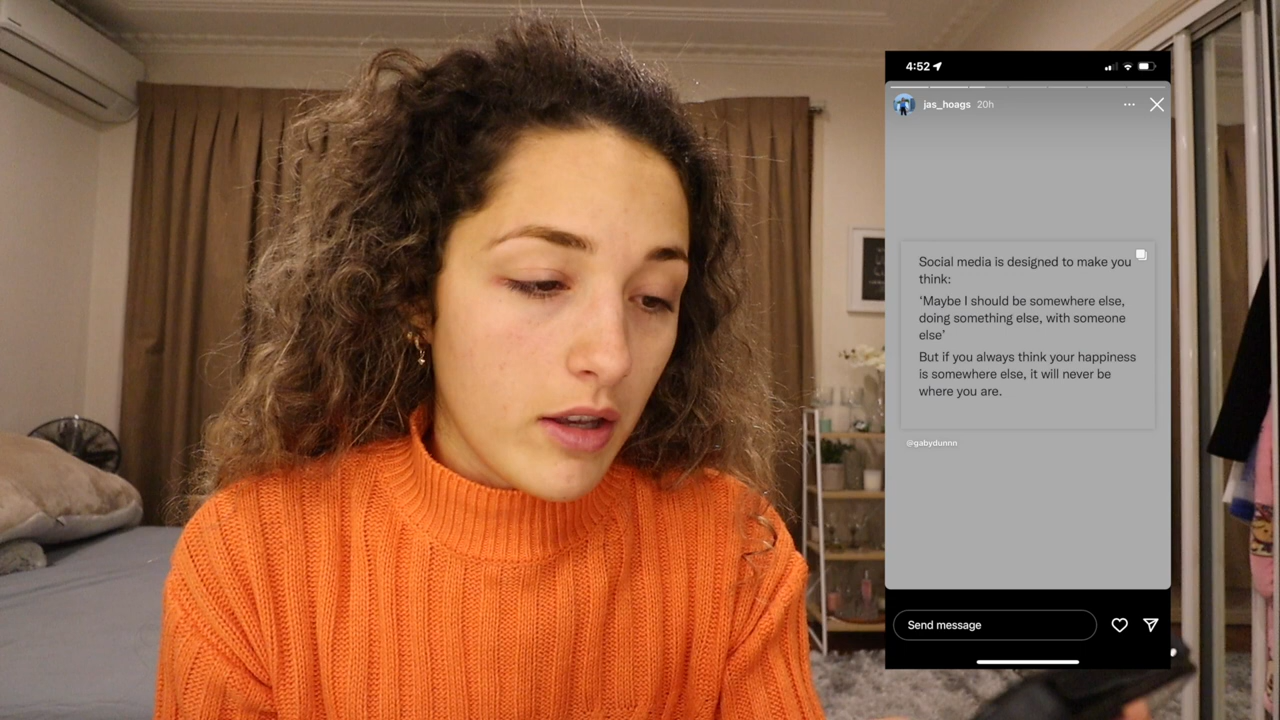 4:52
jas_hoags 20h
Social media is designed to make you
think:
‘Maybe I should be somewhere else,
doing something else, with someone
else’
But if you always think your happiness
is somewhere else, it will never be
where you are.
@gabydunnn
Send message